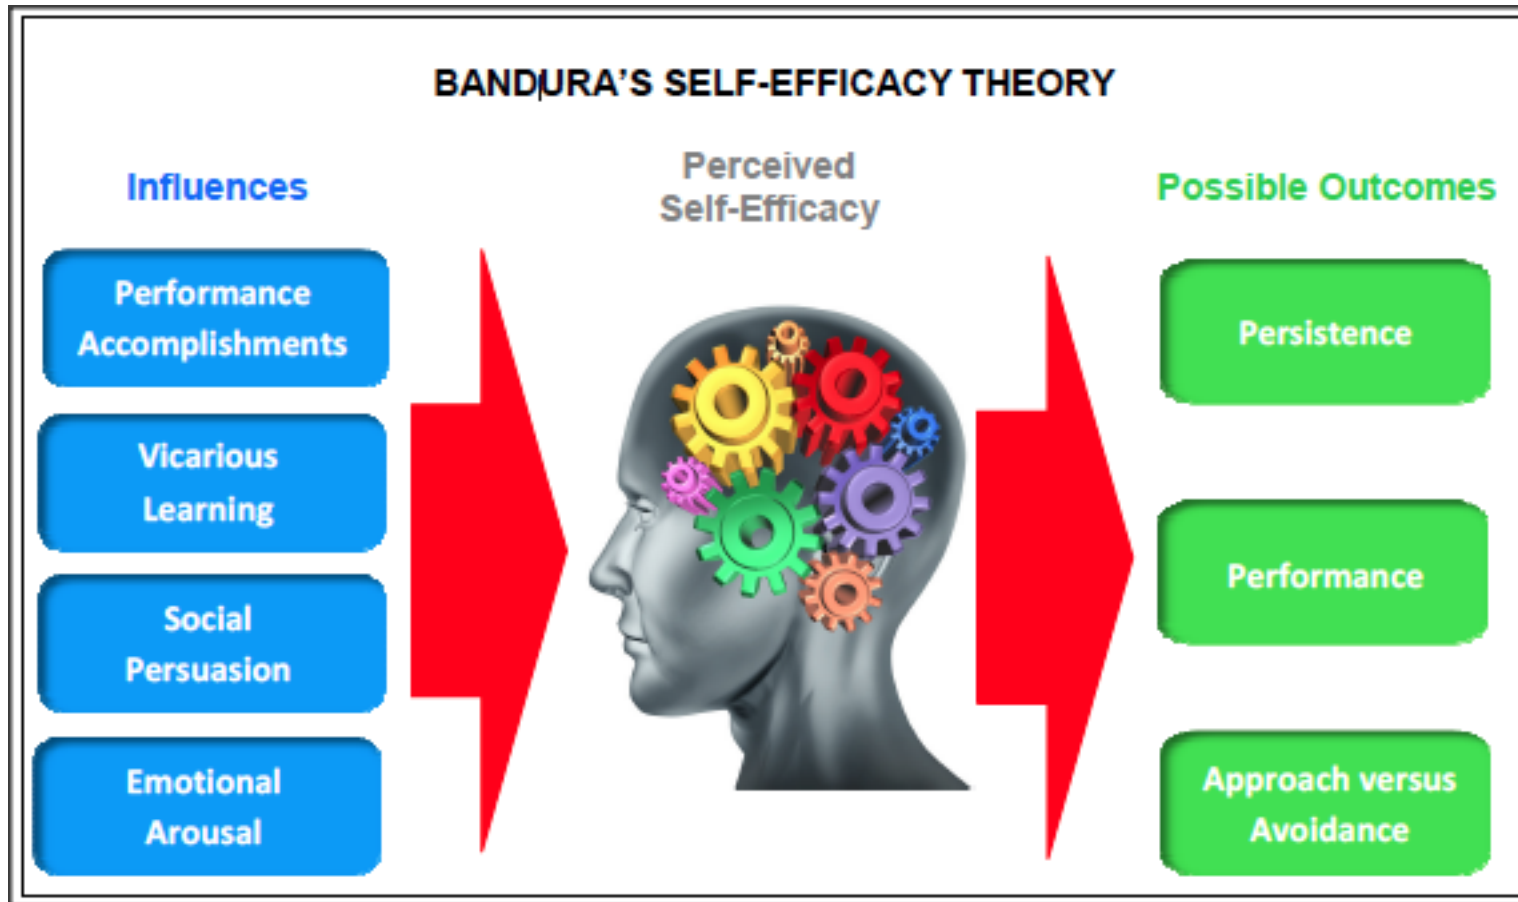 BANDURA'S SELF-EFFICACY THEORY
Influences
Performance
Accomplishments
Vicarious
Learning
Social
Persuasion
Emotional
Arousal
Perceived
Self-Efficacy
Possible Outcomes
Persistence
Performance
Approach versus
Avoidance